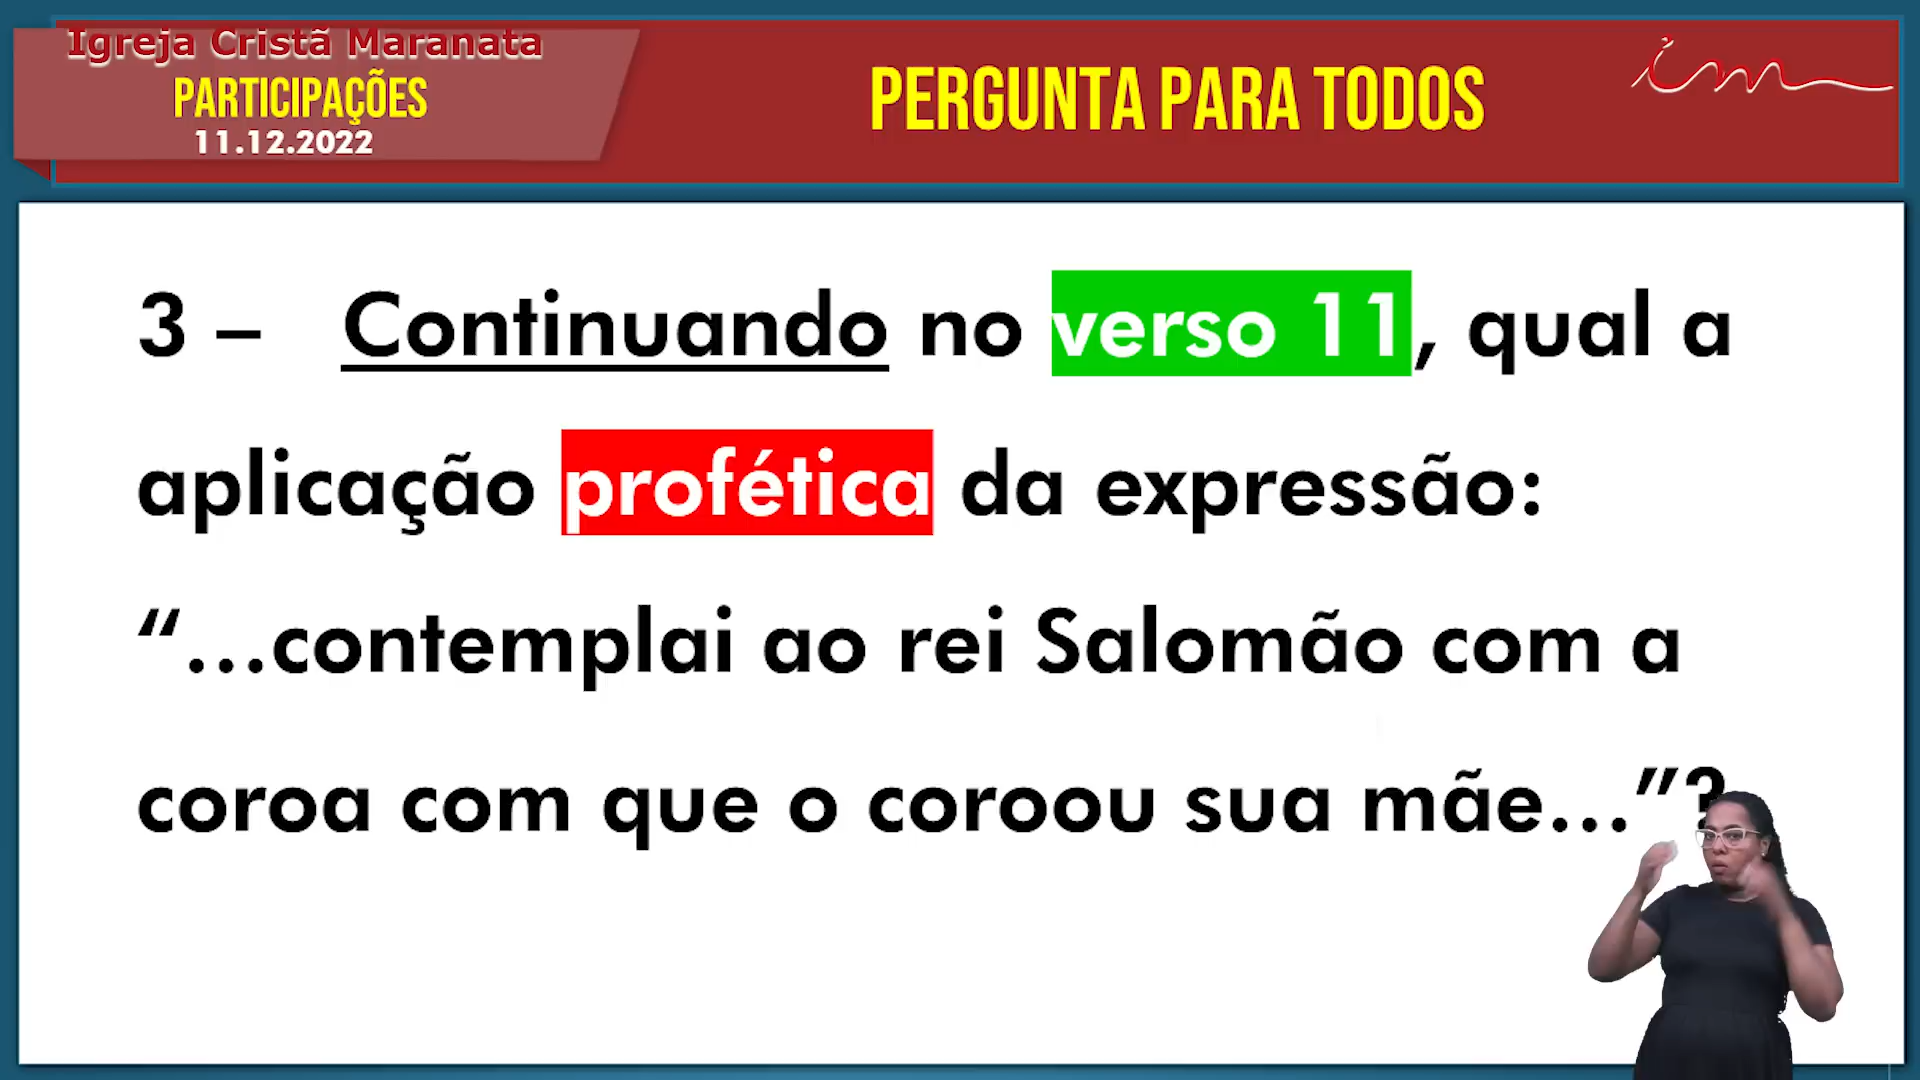 Igreja Cristã Maranata
PARTICIPAÇÕES
11.12.2022
PERGUNTA PARA TODOS
im
3 – Continuando no verso 11, qual a
aplicação profética da expressão:
“...contemplai ao rei Salomão com a
coroa com que o coroou sua mãe...”?